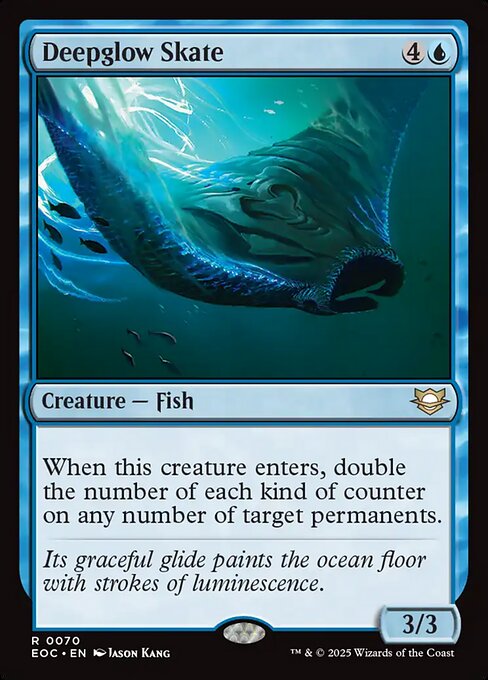 Deepglow Skate 4
Creature — Fish
When this creature enters, double
the number of each kind of counter
on any number of target permanents.
Its graceful glide paints the ocean floor
with strokes of luminescence.
3/3
R 0070
EOC • EN Jason Kang
™ & © 2025 Wizards of the Coast